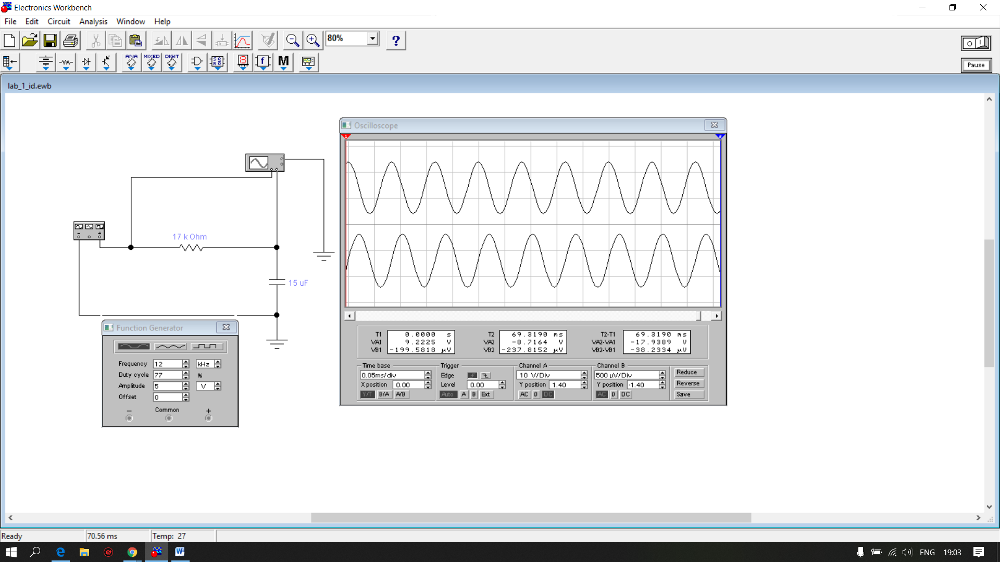 Electronics Workbench
File Edit Circuit Analysis Window Help
80%
?
ANA MIXED DIGIT
f M
Pause
lab_1_id.ewb
Oscilloscope
1 2
17 k Ohm
15 uF
Function Generator
Frequency 12 kHz
Duty cycle 77 %
Amplitude 5 V
Offset 0
− Common +
T1 0.0000 s
VA1 9.2225 V
VB1 -199.5818 µV
T2 69.3190 ms
VA2 -8.7164 V
VB2 -237.8152 µV
T2-T1 69.3190 ms
VA2-VA1 -17.9389 V
VB2-VB1 -38.2334 µV
Time base
0.05ms/div
X position 0.00
Y/T B/A A/B
Trigger
Edge
Level 0.00
Auto A B Ext
Channel A
10 V/Div
Y position 1.40
AC 0 DC
Channel B
500 µV/Div
Y position -1.40
AC 0 DC
Reduce
Reverse
Save
Ready 70.56 ms Temp: 27
ENG 19:03